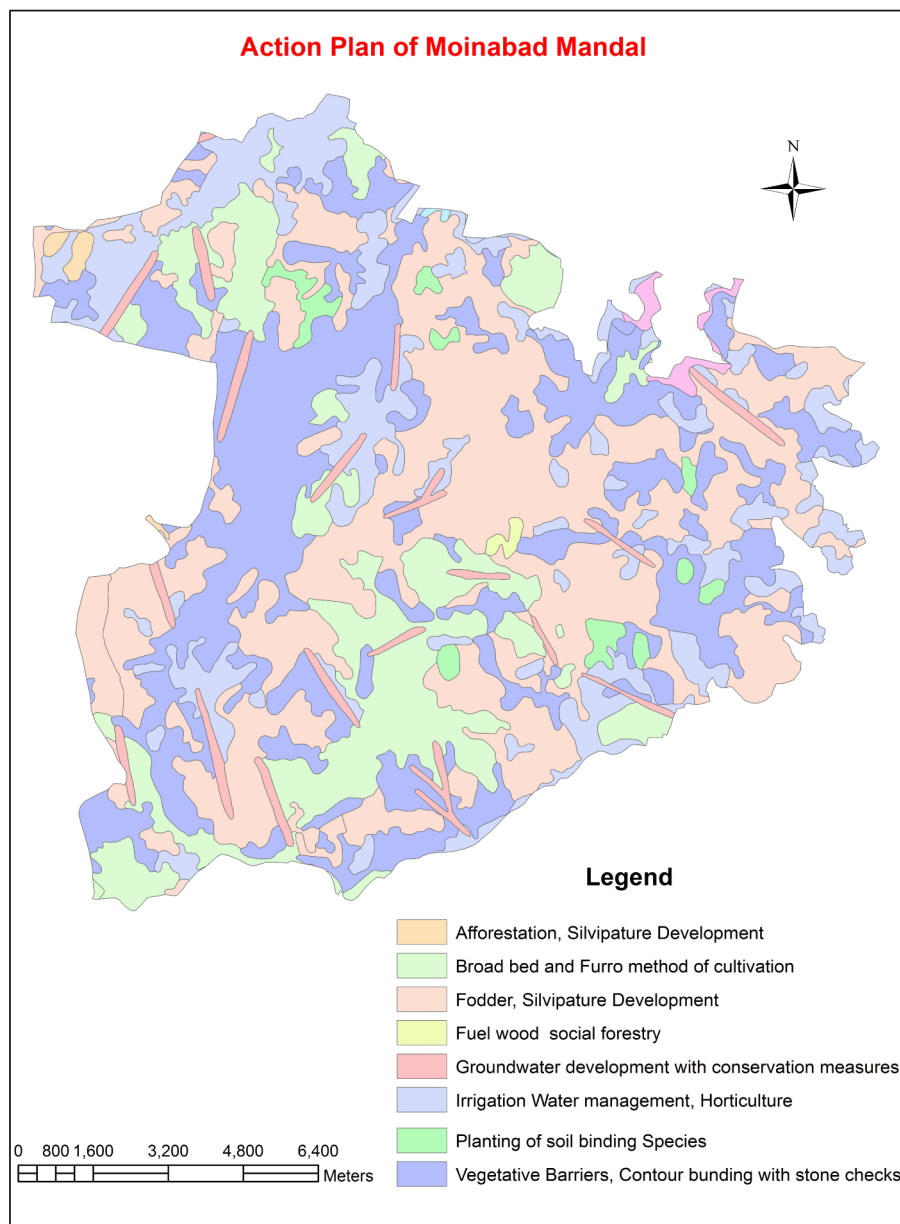 Action Plan of Moinabad Mandal
N
Legend
Afforestation, Silvipature Development
Broad bed and Furro method of cultivation
Fodder, Silvipature Development
Fuel wood social forestry
Groundwater development with conservation measures
Irrigation Water management, Horticulture
Planting of soil binding Species
Vegetative Barriers, Contour bunding with stone checks
0 800 1,600 3,200 4,800 6,400
Meters